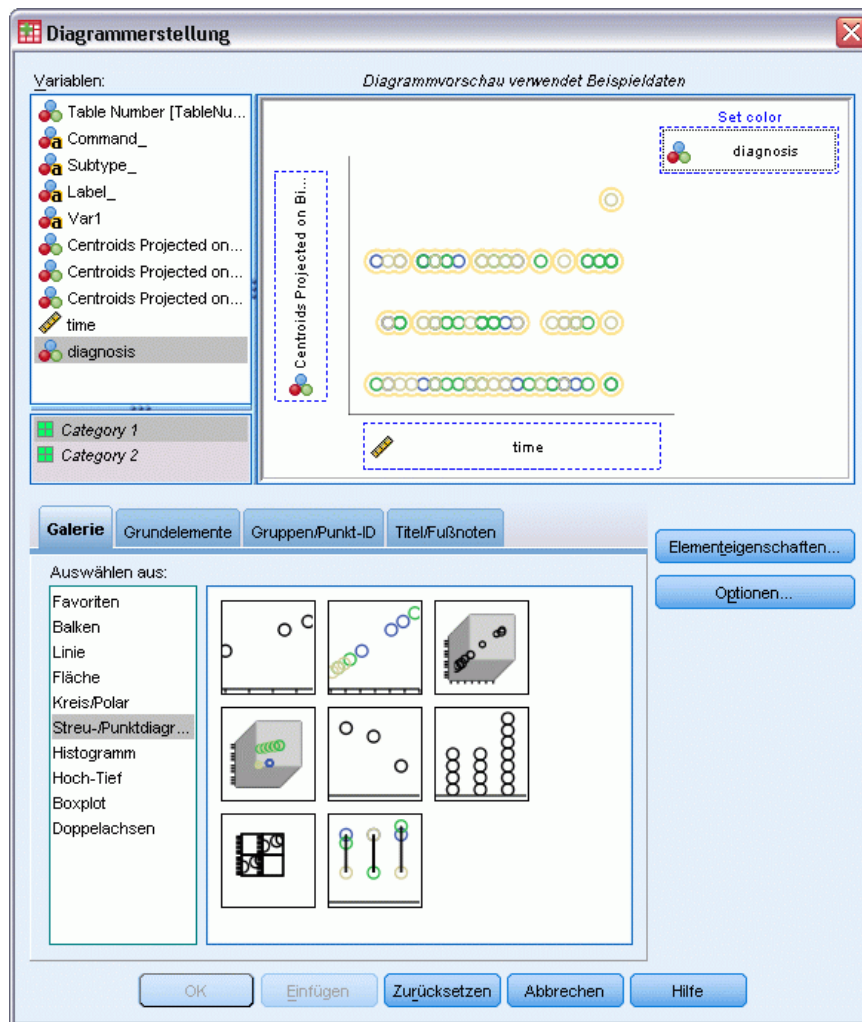 Diagrammerstellung
Variablen:
Diagrammvorschau verwendet Beispieldaten
Table Number [TableNu...
Command_
Subtype_
Label_
Var1
Centroids Projected on...
Centroids Projected on...
Centroids Projected on...
time
diagnosis
Category 1
Category 2
Set color
diagnosis
Centroids Projected on Bi...
time
Galerie
Grundelemente
Gruppen/Punkt-ID
Titel/Fußnoten
Elementeigenschaften...
Optionen...
Auswählen aus:
Favoriten
Balken
Linie
Fläche
Kreis/Polar
Streu-/Punktdiagr...
Histogramm
Hoch-Tief
Boxplot
Doppelachsen
OK
Einfügen
Zurücksetzen
Abbrechen
Hilfe